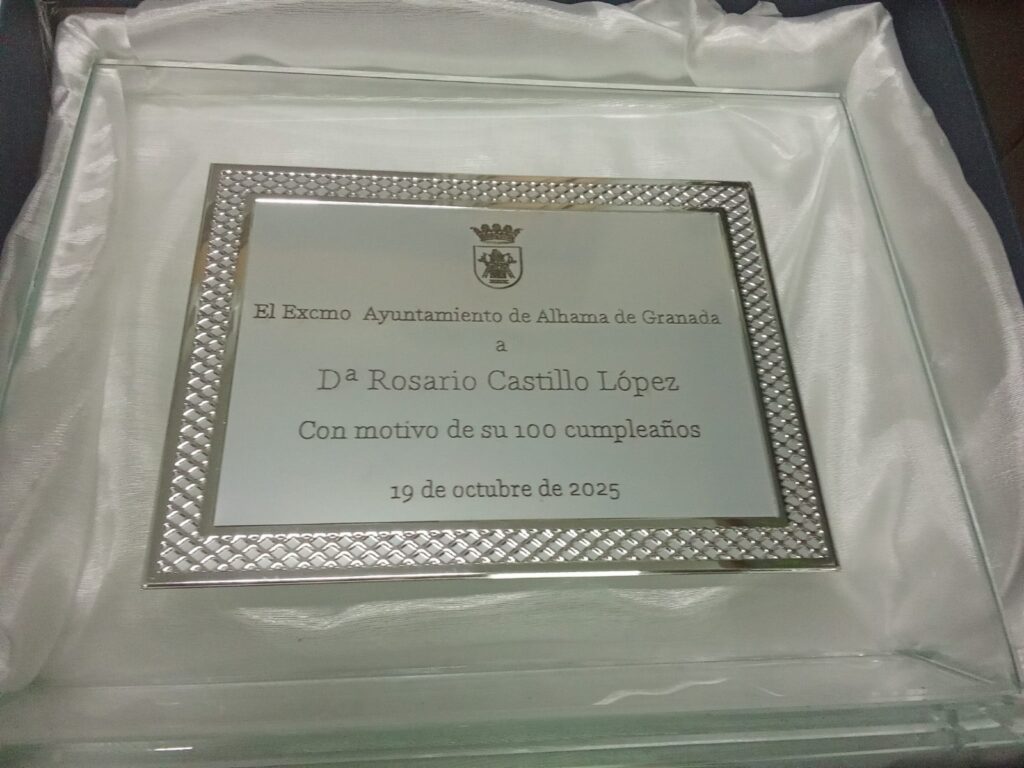 El Excmo Ayuntamiento de Alhama de Granada
a
Dª Rosario Castillo López
Con motivo de su 100 cumpleaños
19 de octubre de 2025